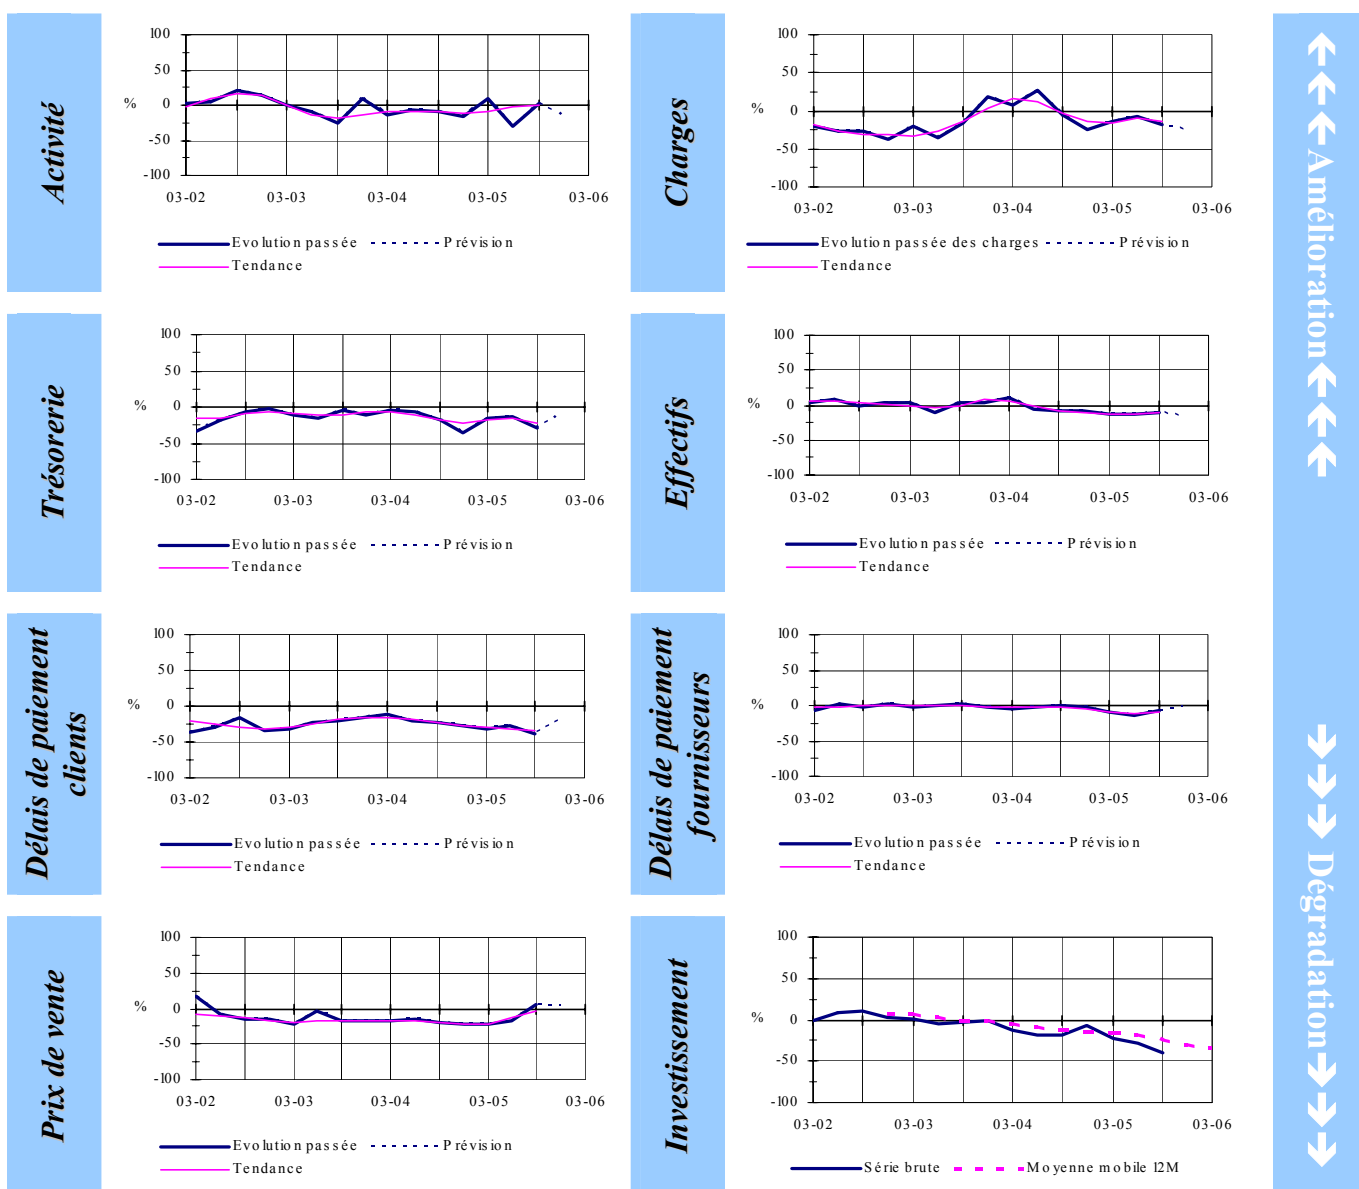 Activité
100
50
0
-50
-100
%
03-02
03-03
03-04
03-05
03-06
Evolution passée
Prévision
Tendance
Charges
100
50
0
-50
-100
%
03-02
03-03
03-04
03-05
03-06
Evolution passée des charges
Prévision
Tendance
Trésorerie
100
50
0
-50
-100
%
03-02
03-03
03-04
03-05
03-06
Evolution passée
Prévision
Tendance
Effectifs
100
50
0
-50
-100
%
03-02
03-03
03-04
03-05
03-06
Evolution passée
Prévision
Tendance
Délais de paiement
clients
100
50
0
-50
-100
%
03-02
03-03
03-04
03-05
03-06
Evolution passée
Prévision
Tendance
Délais de paiement
fournisseurs
100
50
0
-50
-100
%
03-02
03-03
03-04
03-05
03-06
Evolution passée
Prévision
Tendance
Prix de vente
100
50
0
-50
-100
%
03-02
03-03
03-04
03-05
03-06
Evolution passée
Prévision
Tendance
Investissement
100
50
0
-50
-100
%
03-02
03-03
03-04
03-05
03-06
Série brute
Moyenne mobile 12M
Amélioration
Dégradation